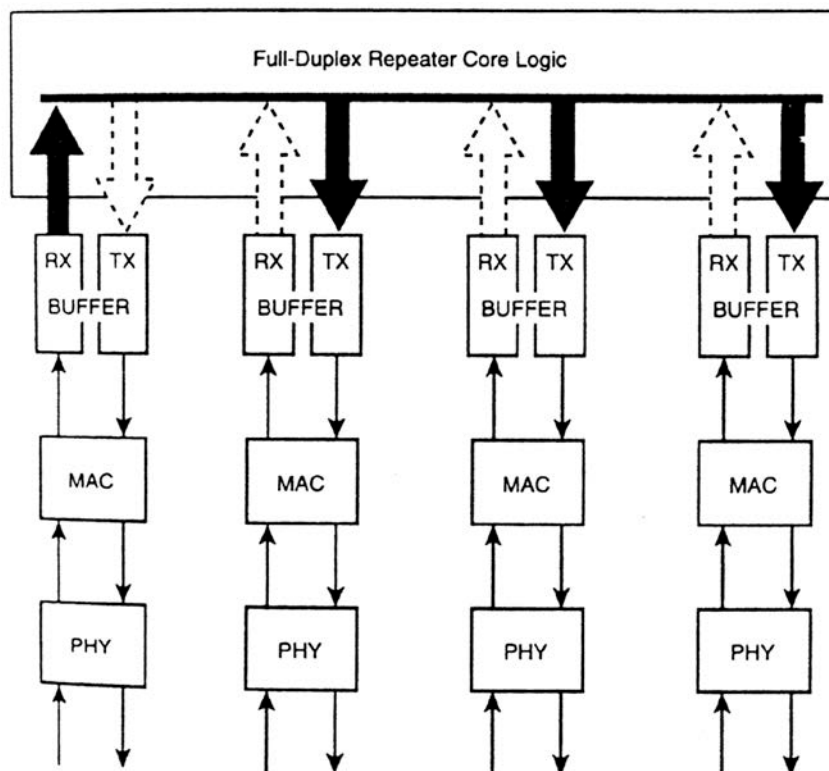 Full-Duplex Repeater Core Logic
RX TX RX TX RX TX RX TX
BUFFER BUFFER BUFFER BUFFER
MAC MAC MAC MAC
PHY PHY PHY PHY